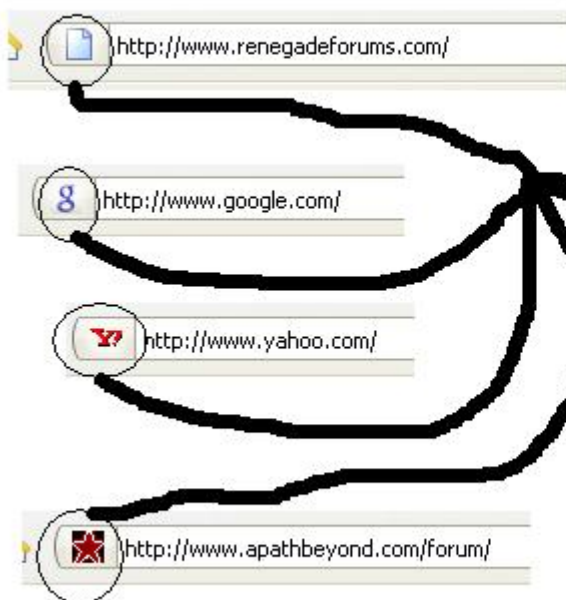 http://www.renegadeforums.com/
g http://www.google.com/
Y! http://www.yahoo.com/
http://www.apathbeyond.com/forum/